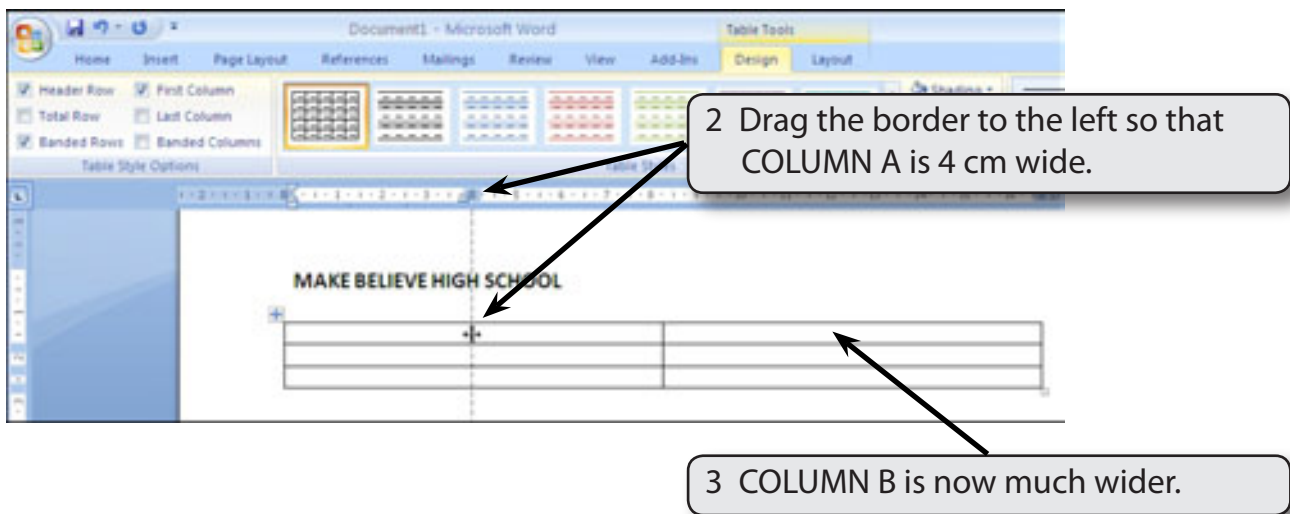 Document1 - Microsoft Word
Table Tools
Home Insert Page Layout References Mailings Review View Add-Ins Design Layout
Header Row First Column
Shading
Total Row Last Column
Banded Rows Banded Columns
Table Style Options
2 Drag the border to the left so that
COLUMN A is 4 cm wide.
MAKE BELIEVE HIGH SCHOOL
3 COLUMN B is now much wider.